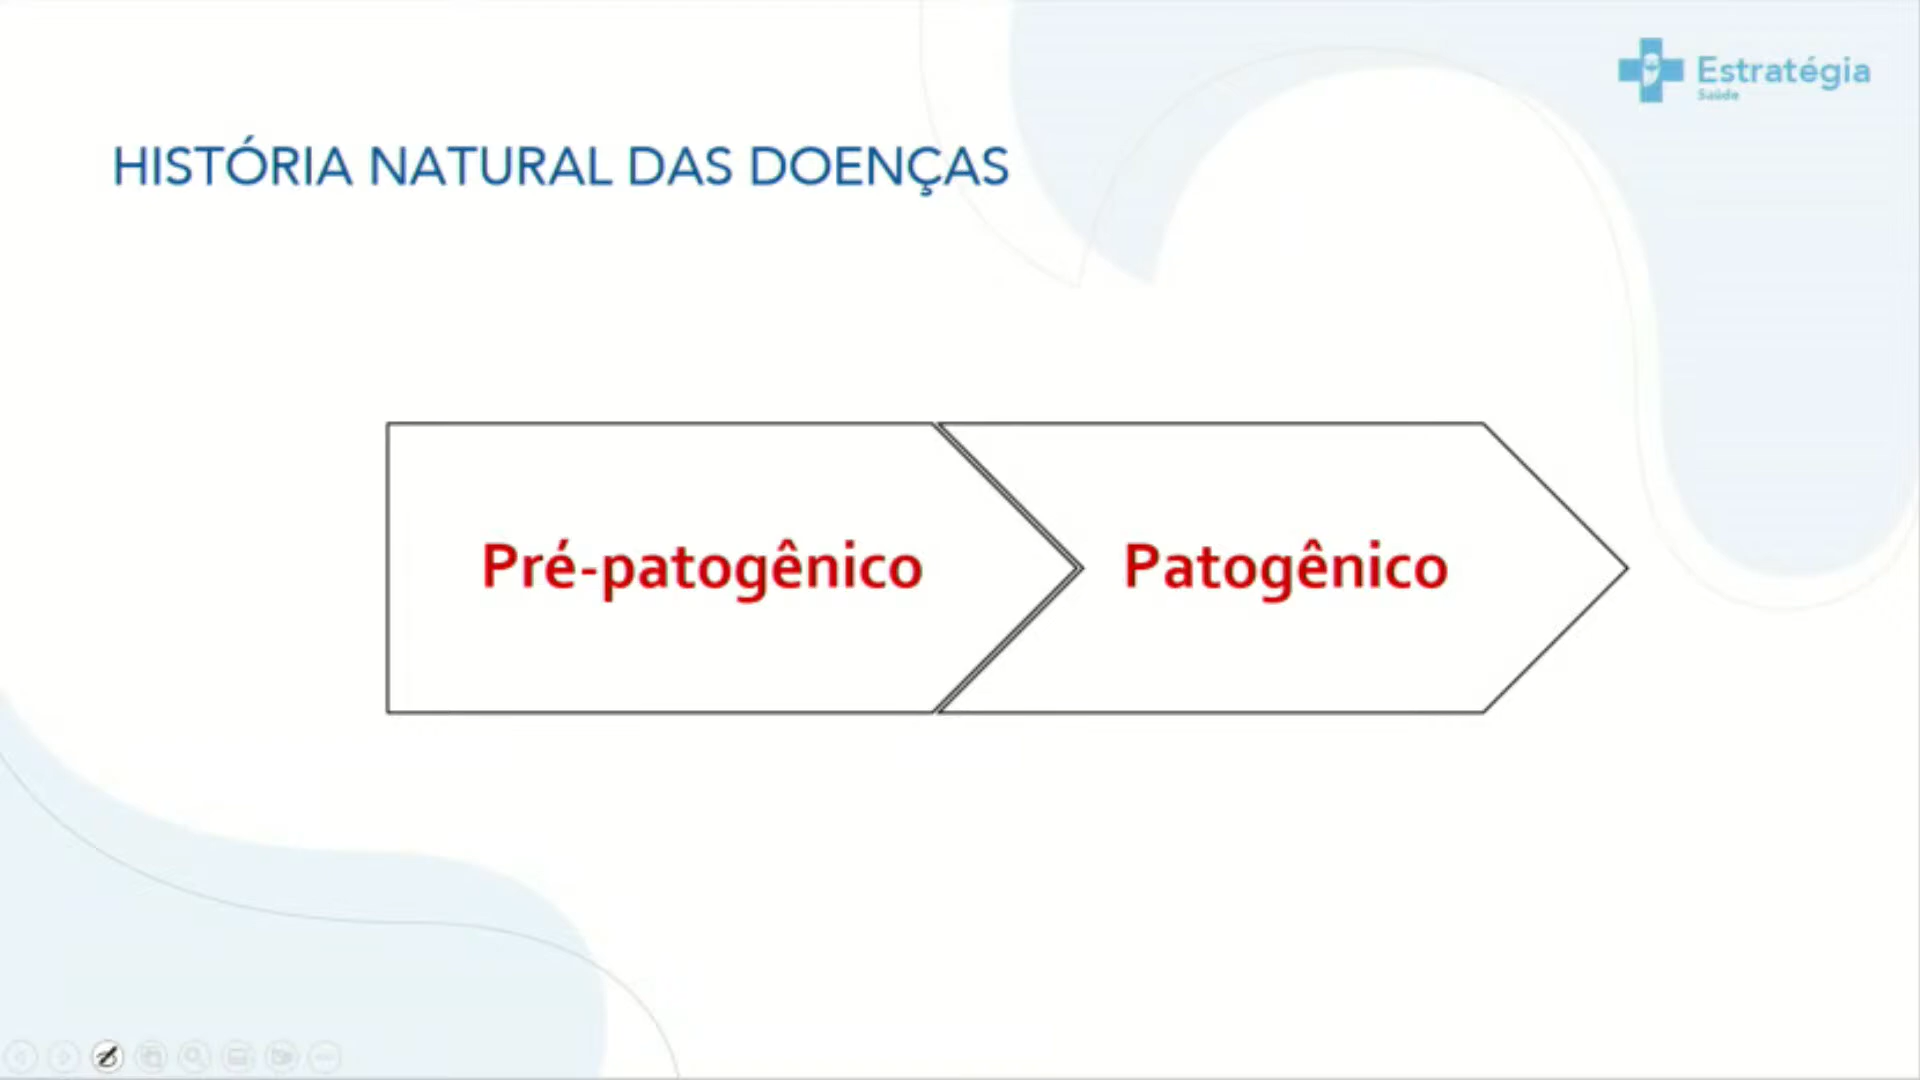 Estratégia
Saúde
HISTÓRIA NATURAL DAS DOENÇAS
Pré-patogênico
Patogênico